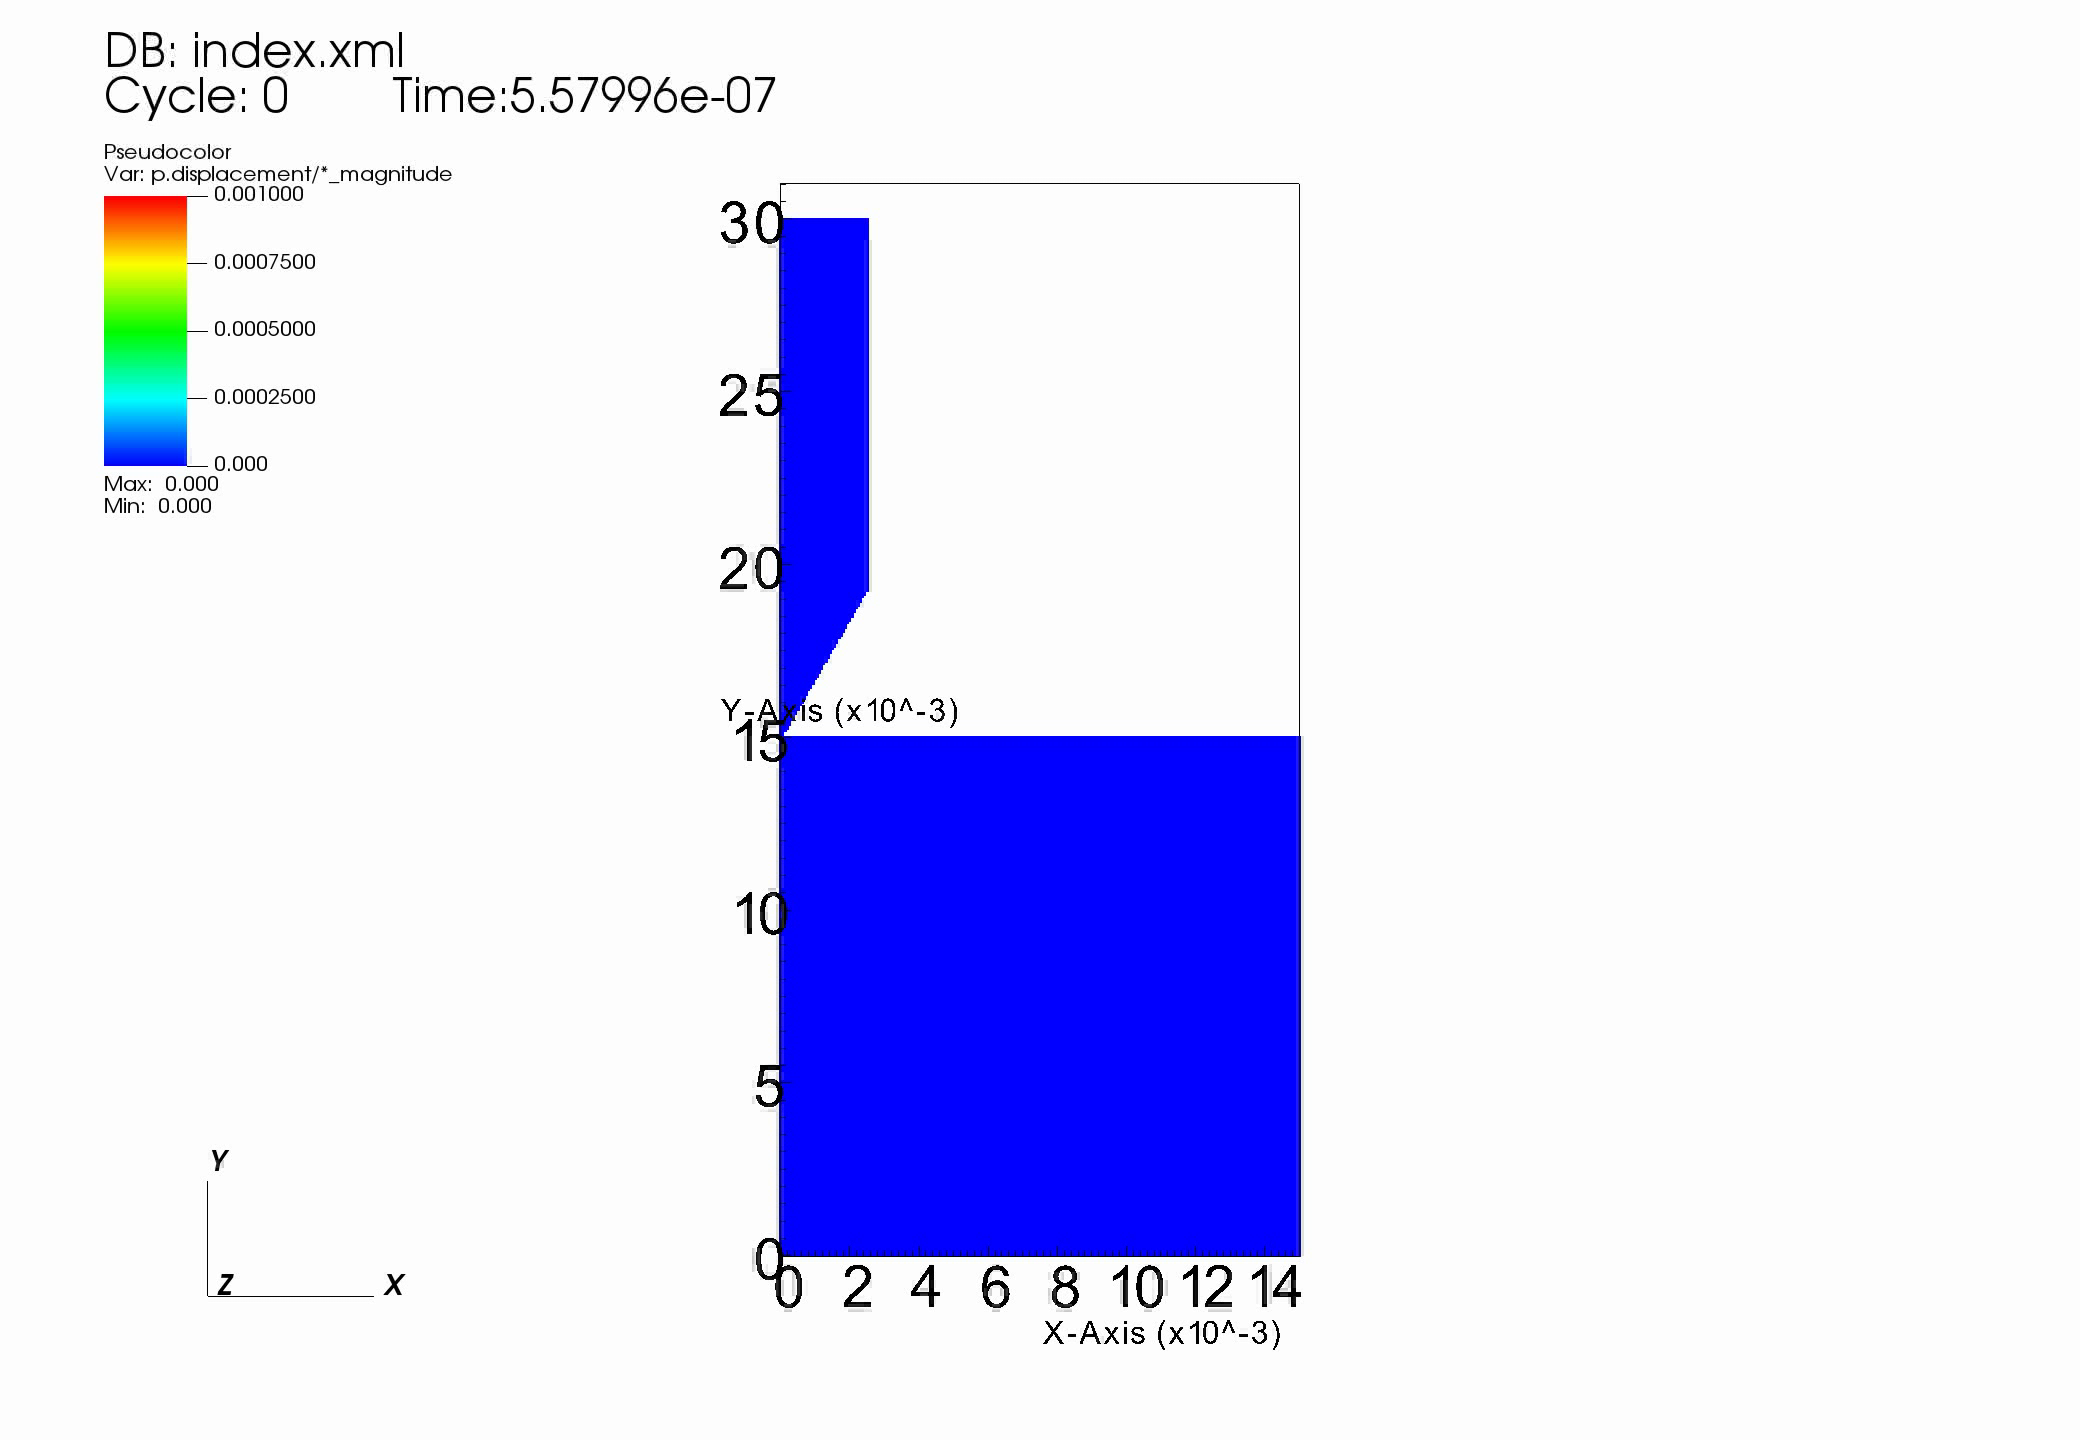 DB: index.xml
Cycle: 0 Time:5.57996e-07
Pseudocolor
Var: p.displacement/*_magnitude
0.001000
0.0007500
0.0005000
0.0002500
0.000
Max: 0.000
Min: 0.000
30
25
20
Y-Axis (x10^-3)
15
10
5
0
0 2 4 6 8 10 12 14
X-Axis (x10^-3)
Y
Z X